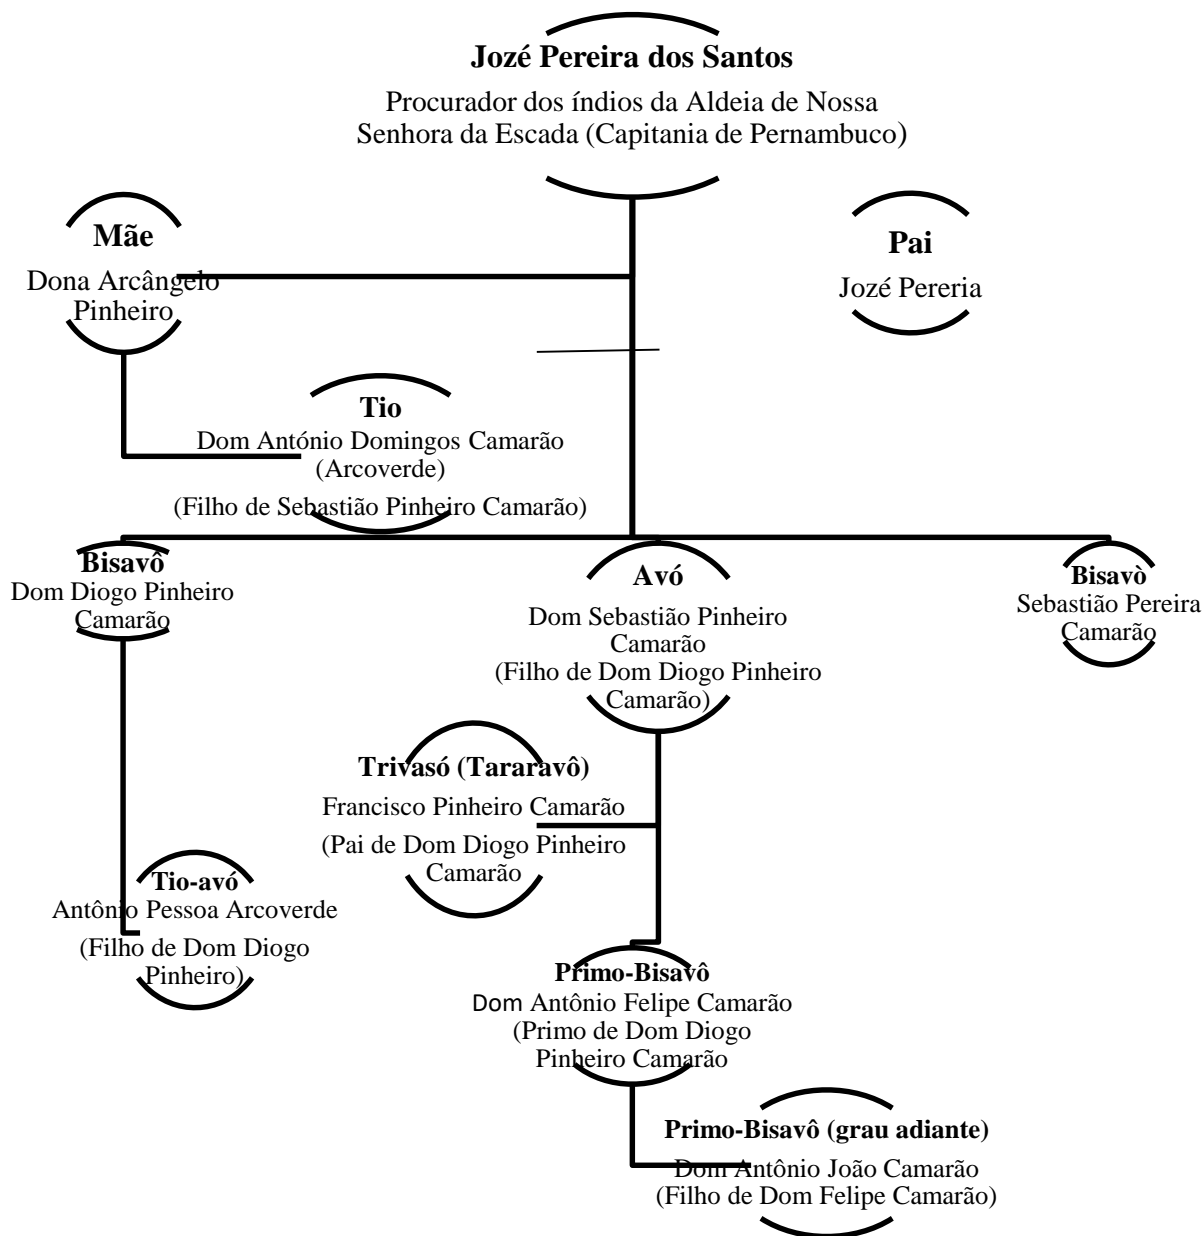 Jozé Pereira dos Santos
Procurador dos índios da Aldeia de Nossa
Senhora da Escada (Capitania de Pernambuco)
Mãe
Dona Arcângelo
Pinheiro
Pai
Jozé Pereria
Tio
Dom António Domingos Camarão
(Arcoverde)
(Filho de Sebastião Pinheiro Camarão)
Bisavô
Dom Diogo Pinheiro
Camarão
Avó
Dom Sebastião Pinheiro
Camarão
(Filho de Dom Diogo Pinheiro
Camarão)
Bisavò
Sebastião Pereira
Camarão
Trivasó (Tararavô)
Francisco Pinheiro Camarão
(Pai de Dom Diogo Pinheiro
Camarão
Tio-avó
Antônio Pessoa Arcoverde
(Filho de Dom Diogo
Pinheiro)
Primo-Bisavô
Dom Antônio Felipe Camarão
(Primo de Dom Diogo
Pinheiro Camarão
Primo-Bisavô (grau adiante)
Dom Antônio João Camarão
(Filho de Dom Felipe Camarão)